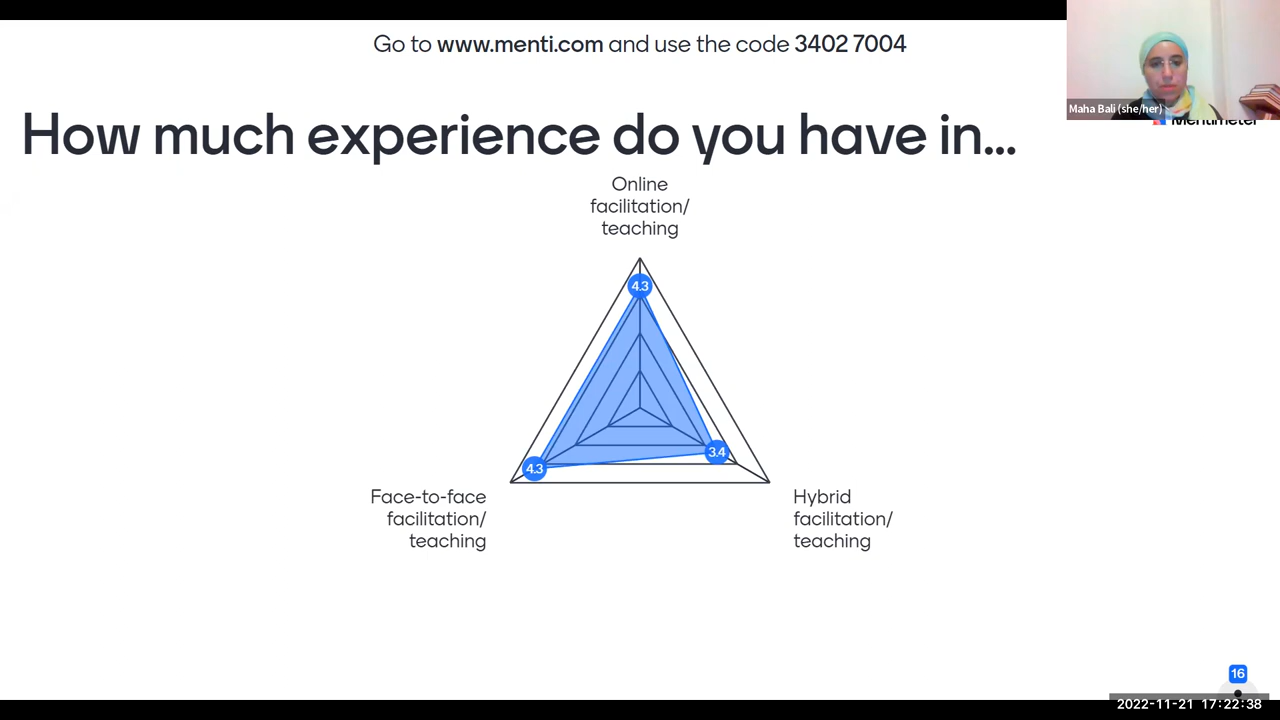 Go to www.menti.com and use the code 3402 7004
Maha Bali (she/her)
Mentimeter
How much experience do you have in...
Online
facilitation/
teaching
4.3
3.4
4.3
Face-to-face
facilitation/
teaching
Hybrid
facilitation/
teaching
16
2022-11-21 17:22:38